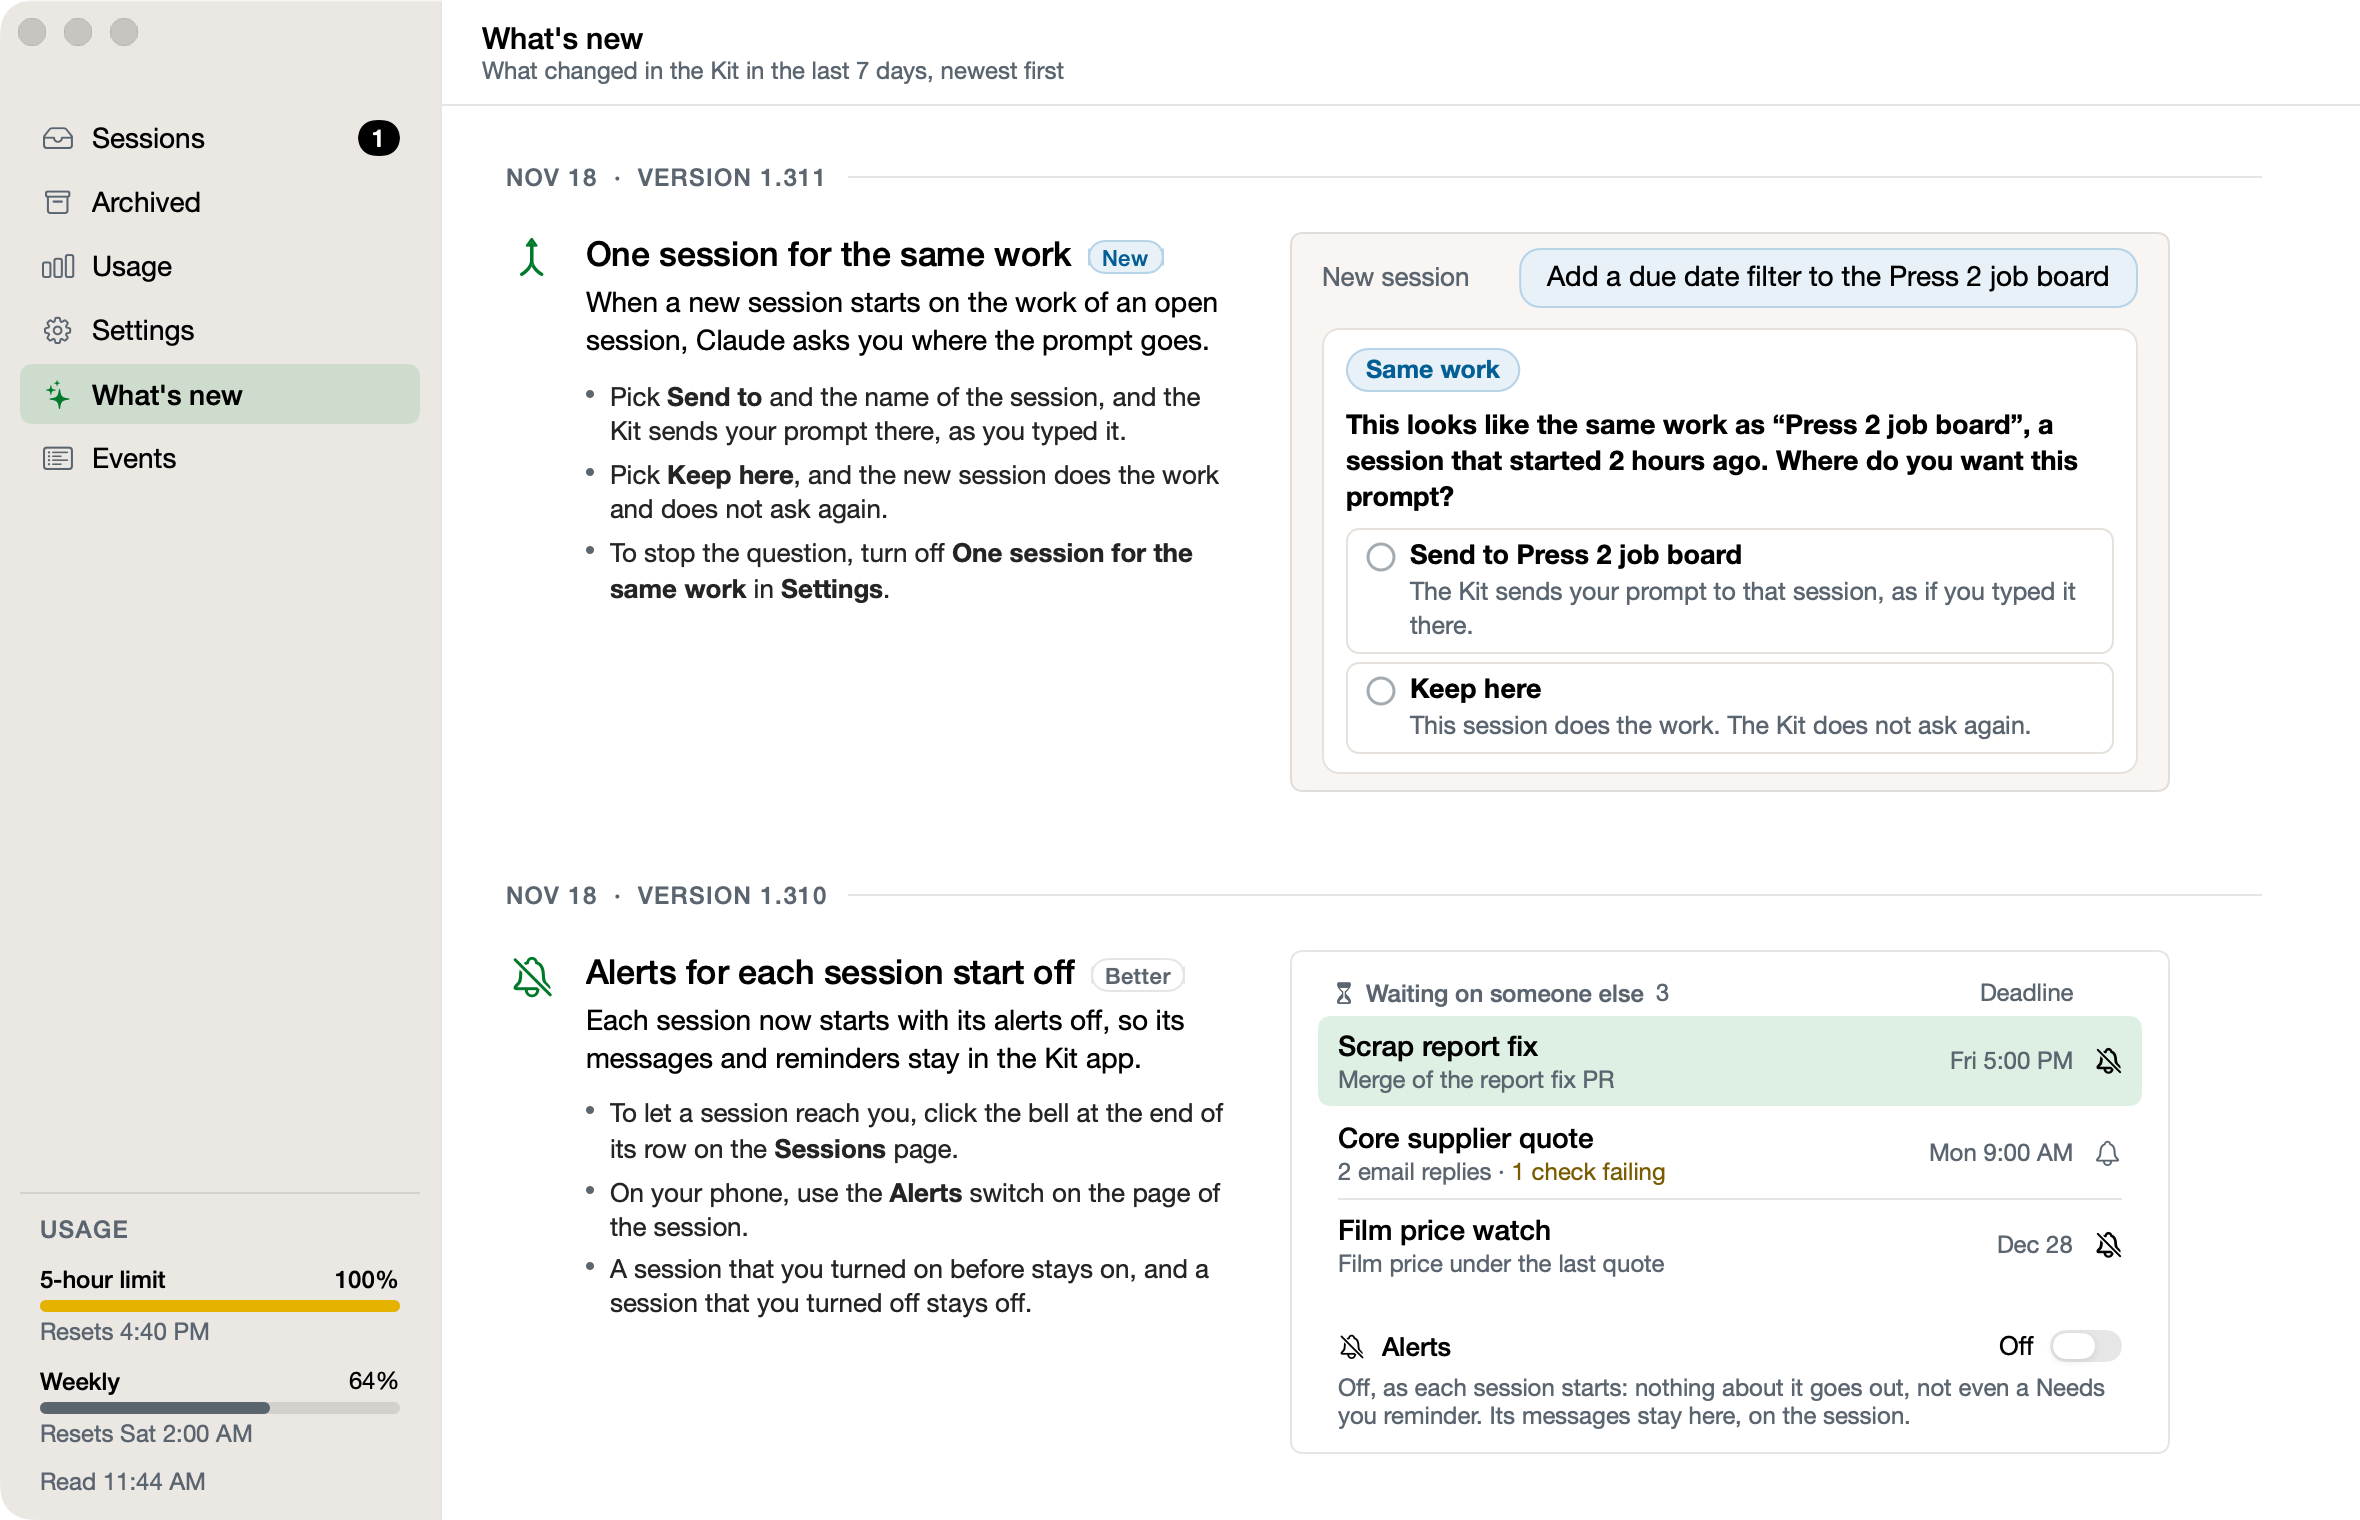 Sessions
1
Archived
Usage
Settings
What's new
Events
USAGE
5-hour limit 100%
Resets 4:40 PM
Weekly 64%
Resets Sat 2:00 AM
Read 11:44 AM
What's new
What changed in the Kit in the last 7 days, newest first
NOV 18 · VERSION 1.311
One session for the same work New
When a new session starts on the work of an open
session, Claude asks you where the prompt goes.
• Pick Send to and the name of the session, and the
Kit sends your prompt there, as you typed it.
• Pick Keep here, and the new session does the work
and does not ask again.
• To stop the question, turn off One session for the
same work in Settings.
New session
Add a due date filter to the Press 2 job board
Same work
This looks like the same work as “Press 2 job board”, a
session that started 2 hours ago. Where do you want this
prompt?
Send to Press 2 job board
The Kit sends your prompt to that session, as if you typed it
there.
Keep here
This session does the work. The Kit does not ask again.
NOV 18 · VERSION 1.310
Alerts for each session start off Better
Each session now starts with its alerts off, so its
messages and reminders stay in the Kit app.
• To let a session reach you, click the bell at the end of
its row on the Sessions page.
• On your phone, use the Alerts switch on the page of
the session.
• A session that you turned on before stays on, and a
session that you turned off stays off.
Waiting on someone else 3 Deadline
Scrap report fix
Merge of the report fix PR
Fri 5:00 PM
Core supplier quote
2 email replies · 1 check failing
Mon 9:00 AM
Film price watch
Film price under the last quote
Dec 28
Alerts Off
Off, as each session starts: nothing about it goes out, not even a Needs
you reminder. Its messages stay here, on the session.